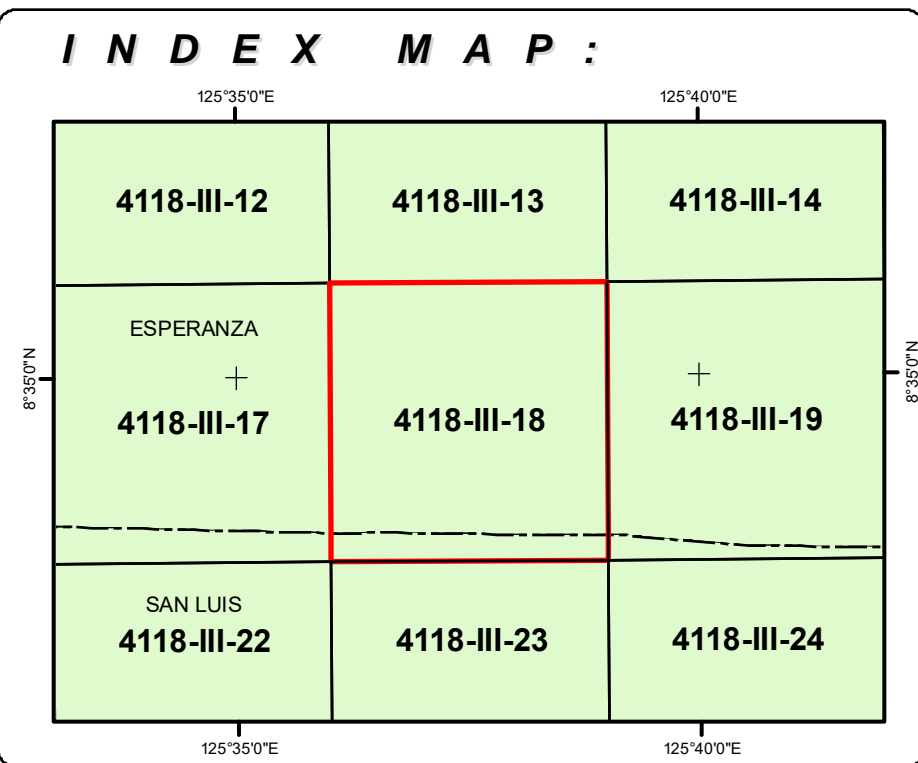 INDEX MAP:
125°35'0"E 125°40'0"E
4118-III-12 4118-III-13 4118-III-14
ESPERANZA
8°35'0"N 8°35'0"N
4118-III-17 4118-III-18 4118-III-19
SAN LUIS
4118-III-22 4118-III-23 4118-III-24
125°35'0"E 125°40'0"E